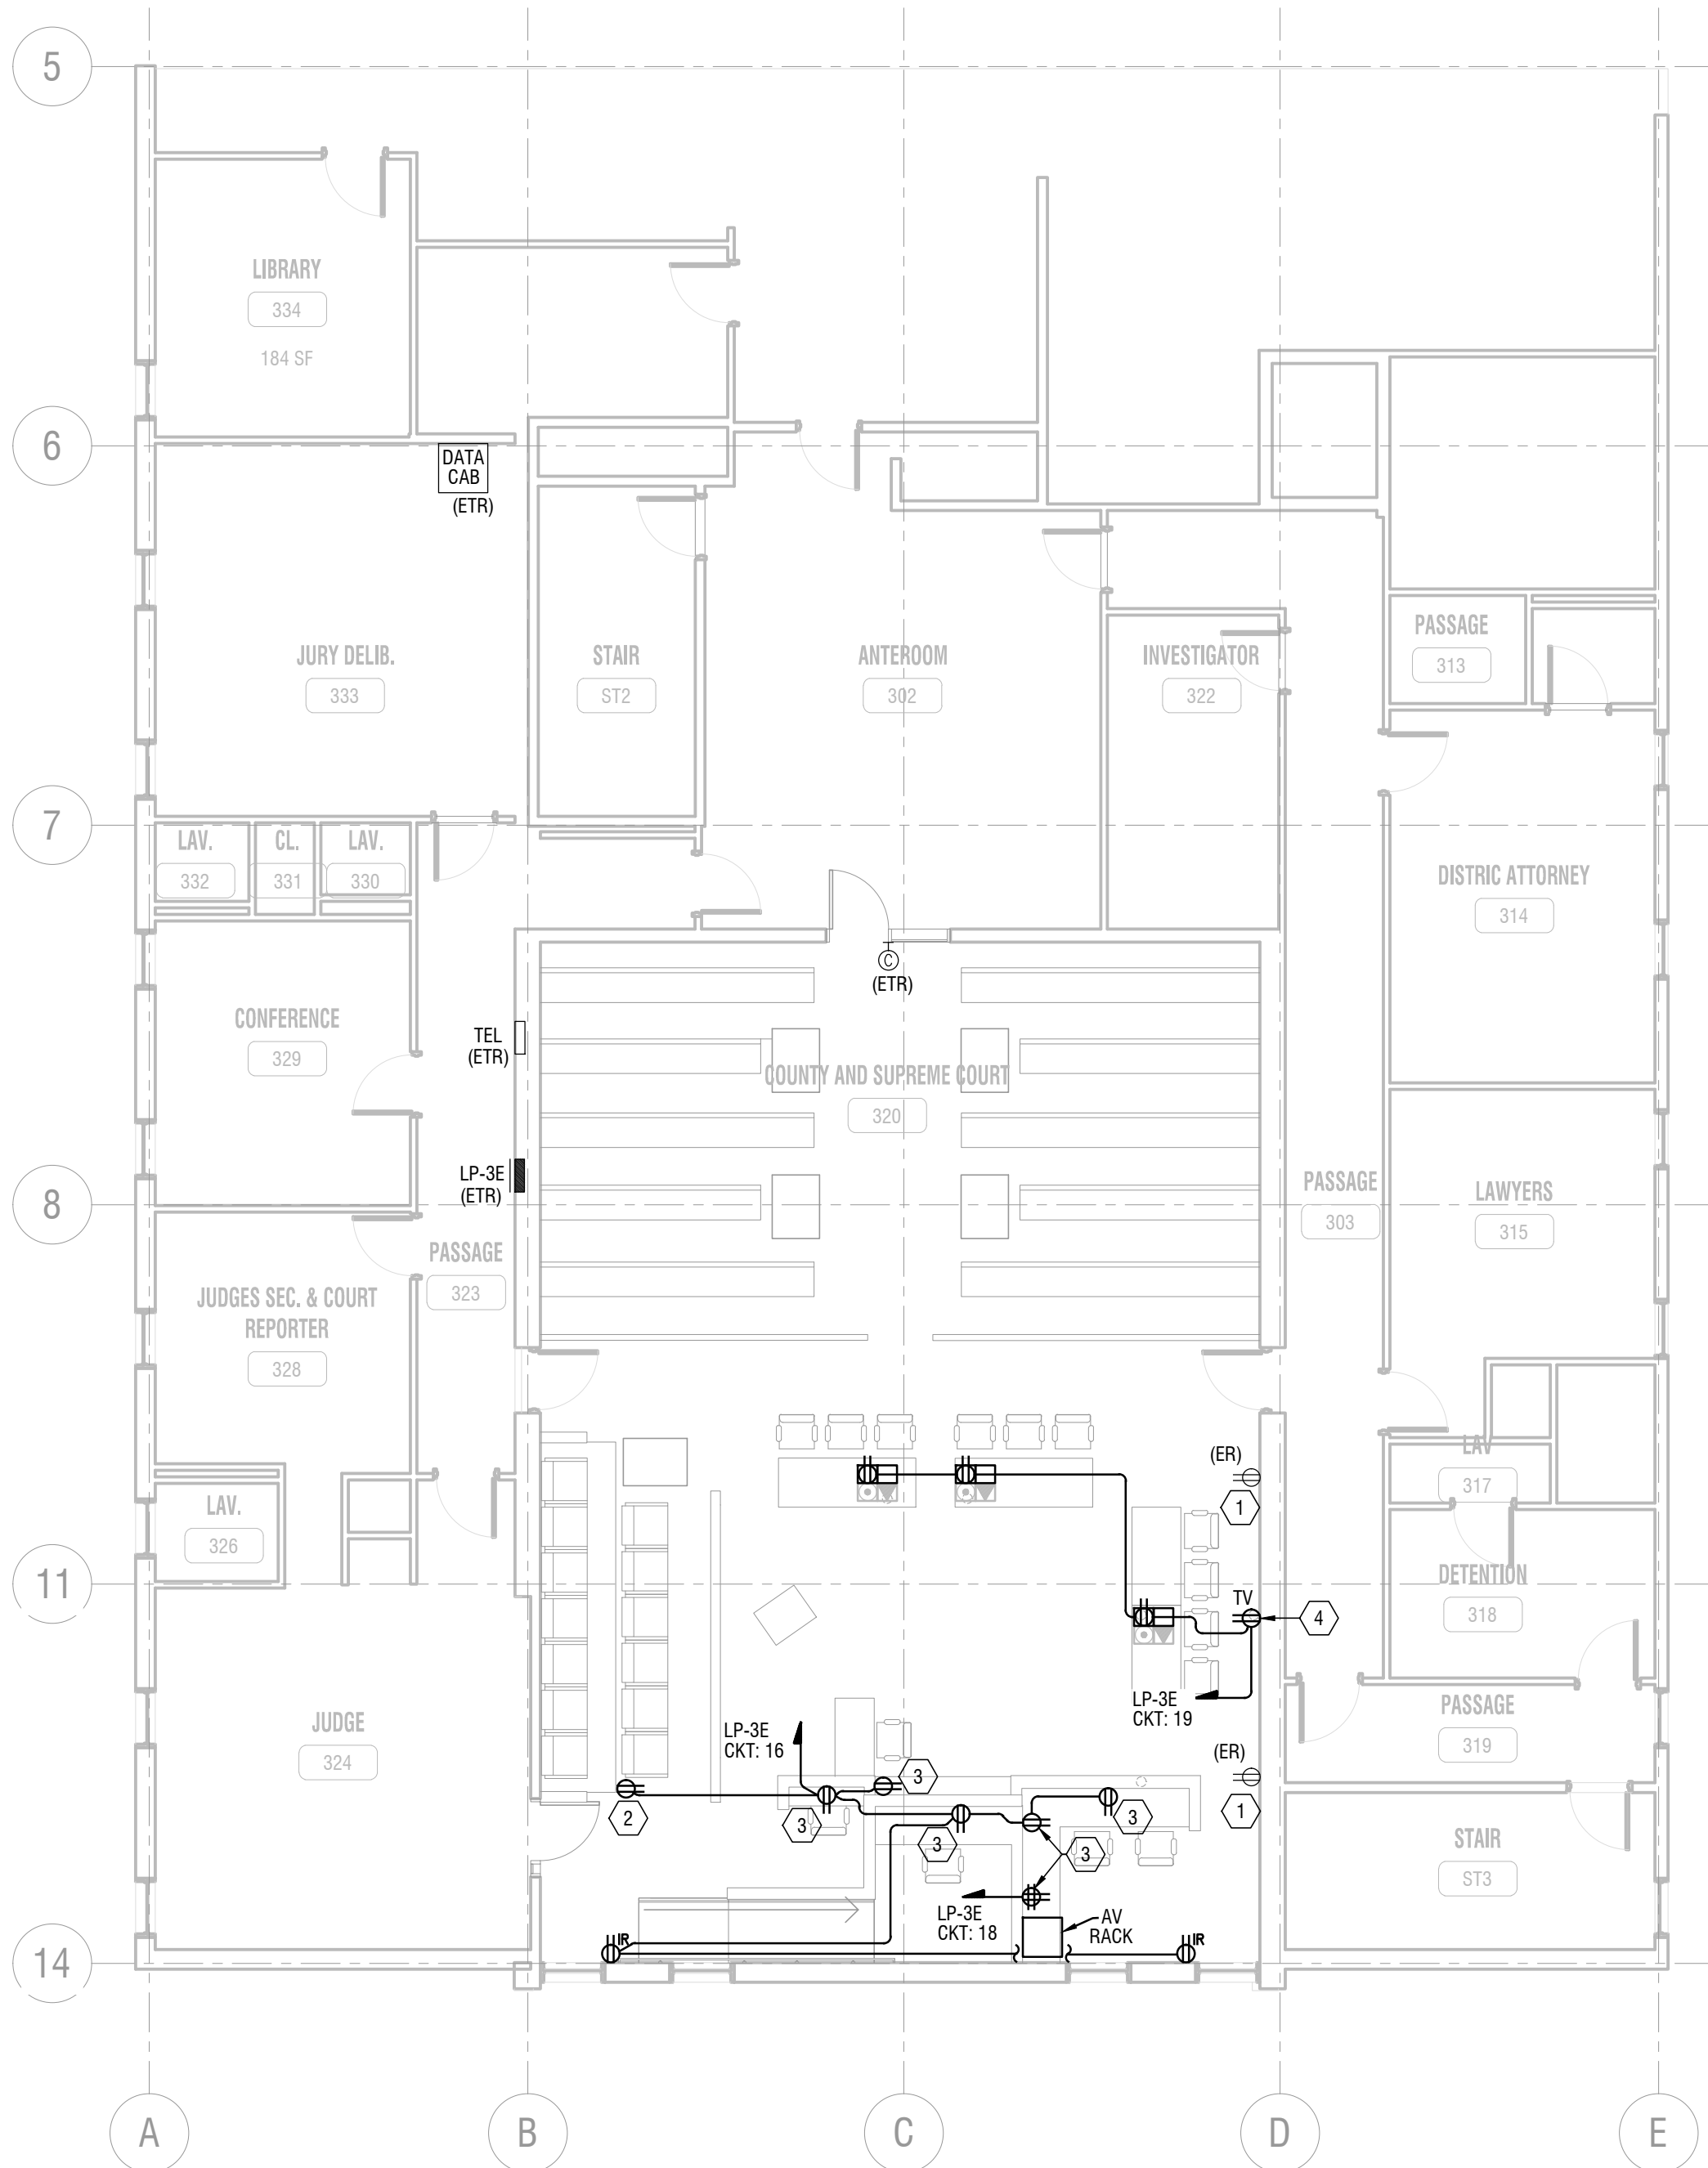 5
LIBRARY
334
184 SF
6
DATA
CAB
(ETR)
JURY DELIB.
333
STAIR
ST2
ANTEROOM
302
INVESTIGATOR
322
PASSAGE
313
7
LAV.
332
CL.
331
LAV.
330
DISTRIC ATTORNEY
314
C
(ETR)
CONFERENCE
329
TEL
(ETR)
COUNTY AND SUPREME COURT
320
LP-3E
(ETR)
8
PASSAGE
303
LAWYERS
315
PASSAGE
323
JUDGES SEC. & COURT
REPORTER
328
(ER)
1
LAV
317
LAV.
326
11
DETENTION
318
TV
4
LP-3E
CKT: 19
PASSAGE
319
JUDGE
324
LP-3E
CKT: 16
(ER)
1
3
2
3
3
3
3
STAIR
ST3
LP-3E
CKT: 18
AV
RACK
IR
IR
14
A
B
C
D
E